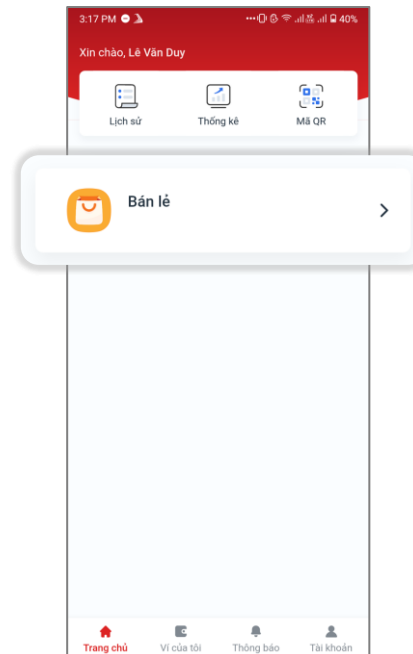 3:17 PM 40%
Xin chào, Lê Văn Duy
Lịch sử Thống kê Mã QR
Bán lẻ
Trang chủ Ví của tôi Thông báo Tài khoản